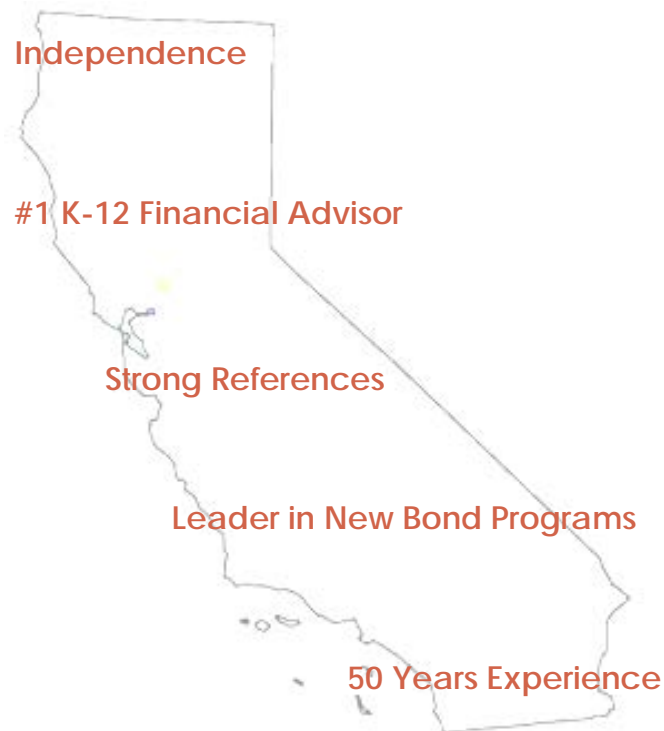 Independence
#1 K-12 Financial Advisor
Strong References
Leader in New Bond Programs
50 Years Experience